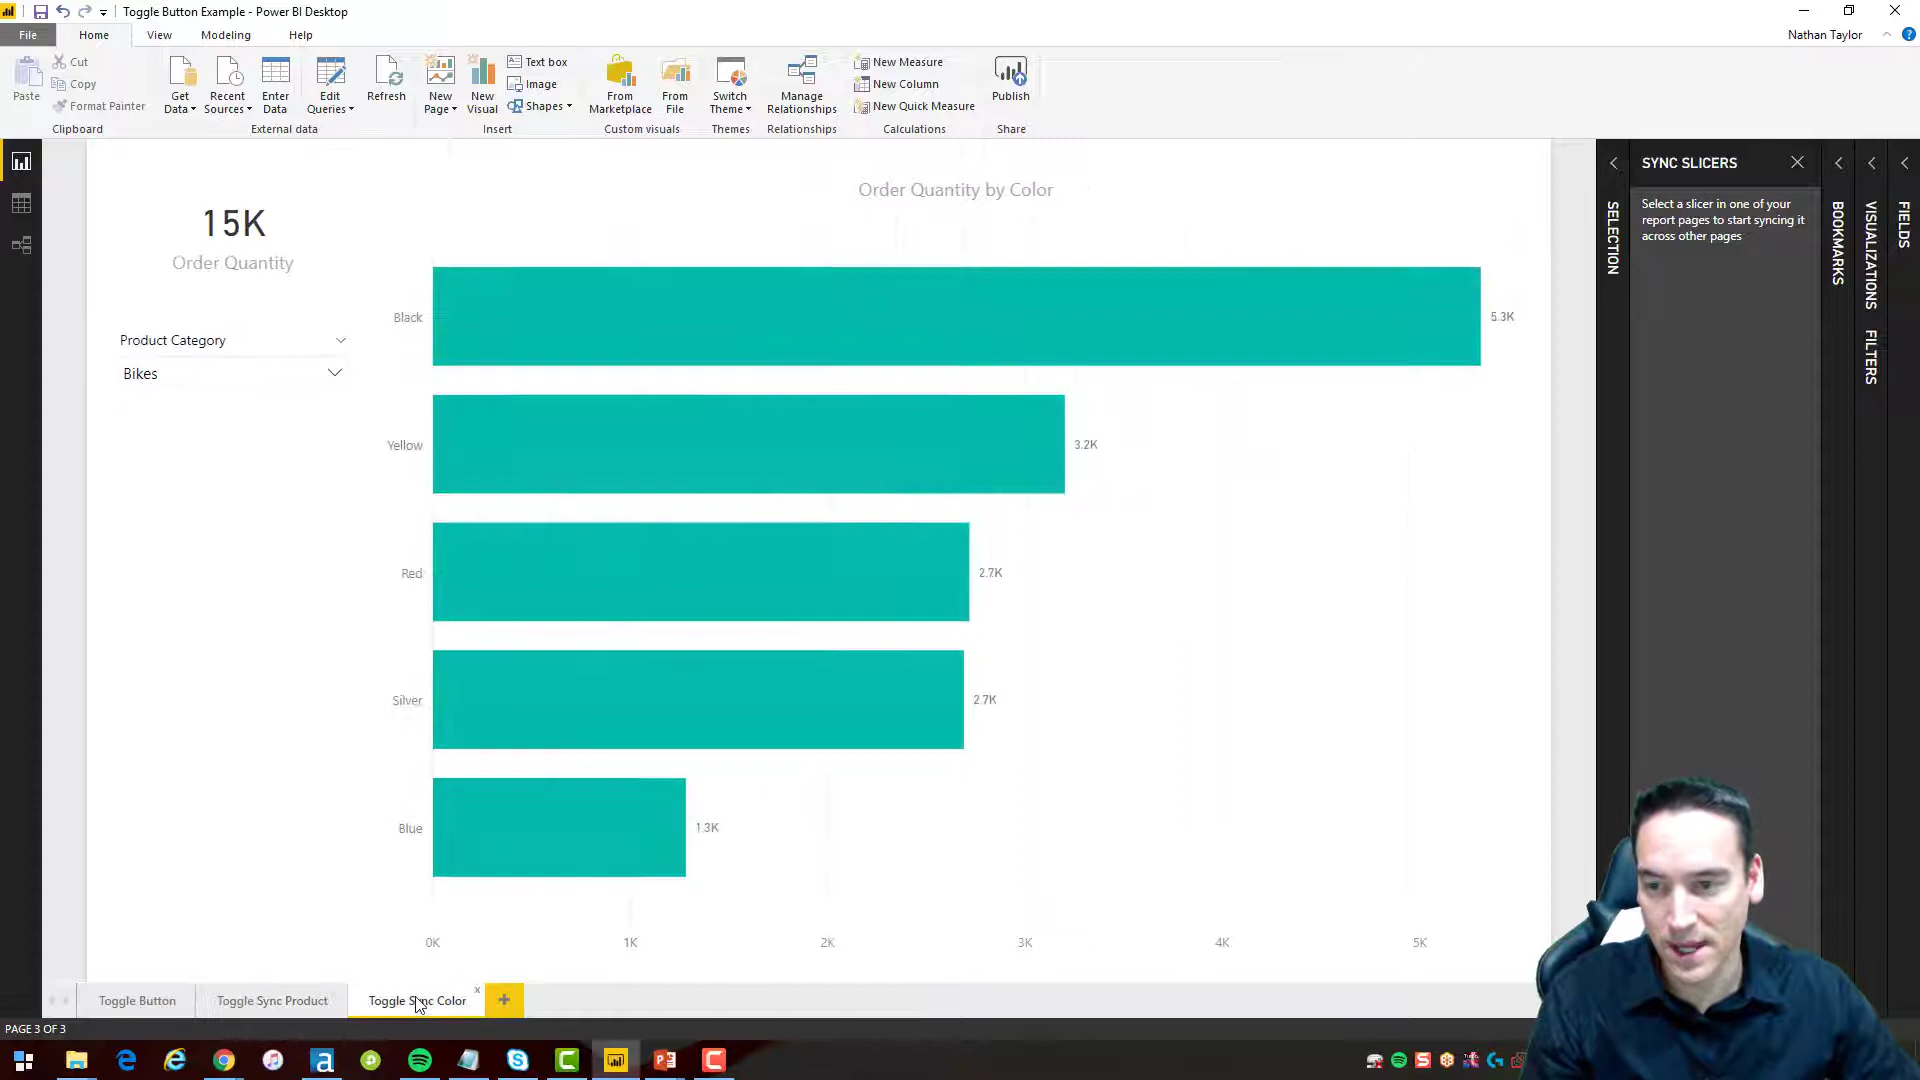 Toggle Button Example - Power BI Desktop
File
Home
View
Modeling
Help
Nathan Taylor
Paste
Cut
Copy
Format Painter
Clipboard
Get Data
Recent Sources
Enter Data
Edit Queries
Refresh
External data
New Page
New Visual
Text box
Image
Shapes
Insert
From Marketplace
From File
Custom visuals
Switch Theme
Themes
Manage Relationships
Relationships
New Measure
New Column
New Quick Measure
Calculations
Publish
Share
15K
Order Quantity
Product Category
Bikes
Order Quantity by Color
Black
5.3K
Yellow
3.2K
Red
2.7K
Silver
2.7K
Blue
1.3K
0K
1K
2K
3K
4K
5K
SELECTION
SYNC SLICERS
Select a slicer in one of your
report pages to start syncing it
across other pages
BOOKMARKS
VISUALIZATIONS
FILTERS
FIELDS
Toggle Button
Toggle Sync Product
Toggle Sync Color
PAGE 3 OF 3